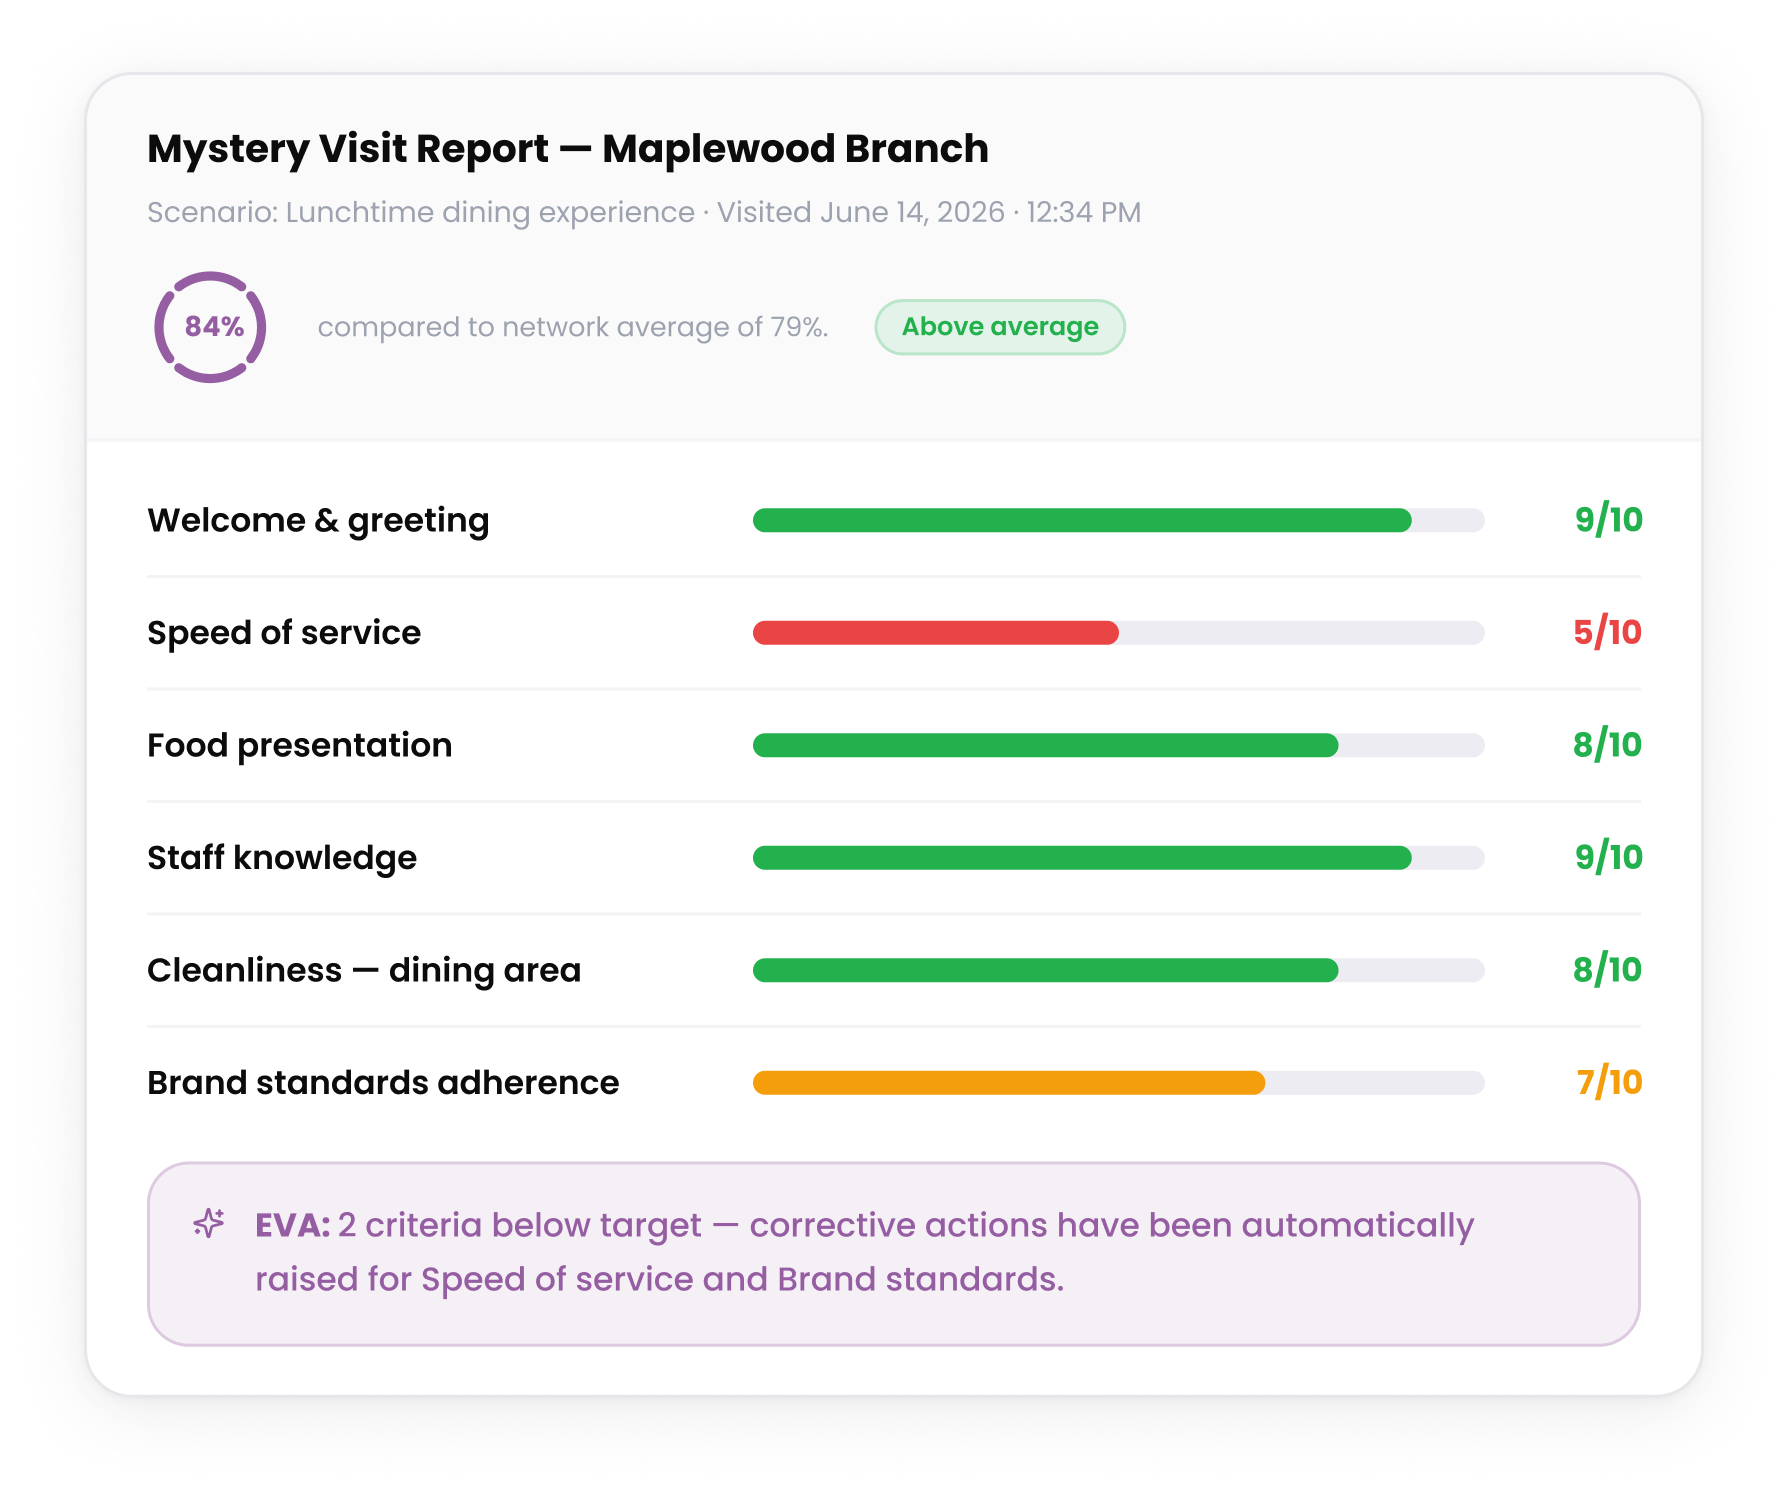 Mystery Visit Report — Maplewood Branch
Scenario: Lunchtime dining experience · Visited June 14, 2026 · 12:34 PM
84% compared to network average of 79%. Above average
Welcome & greeting 9/10
Speed of service 5/10
Food presentation 8/10
Staff knowledge 9/10
Cleanliness — dining area 8/10
Brand standards adherence 7/10
EVA: 2 criteria below target — corrective actions have been automatically
raised for Speed of service and Brand standards.